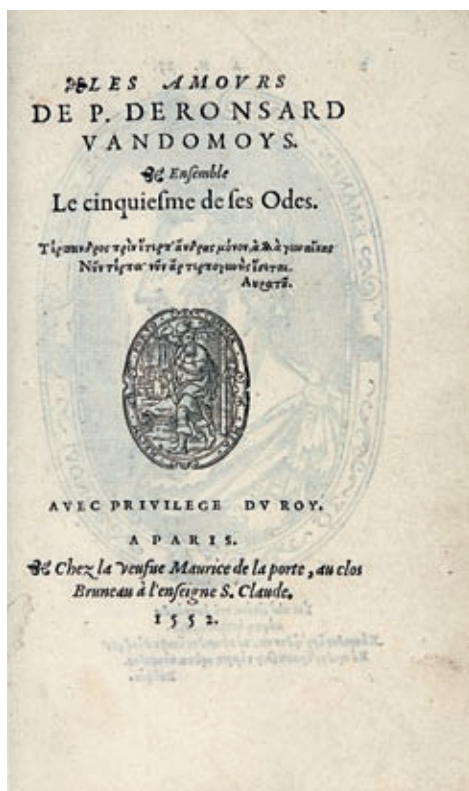 LES AMOVRS
DE P. DE RONSARD
VANDOMOYS.
Ensemble
Le cinquiesme de ses Odes.
AVEC PRIVILEGE DV ROY.
A PARIS.
Chez la veufue Maurice de la porte, au clos
Bruneau à l'enseigne S. Claude.
1552.